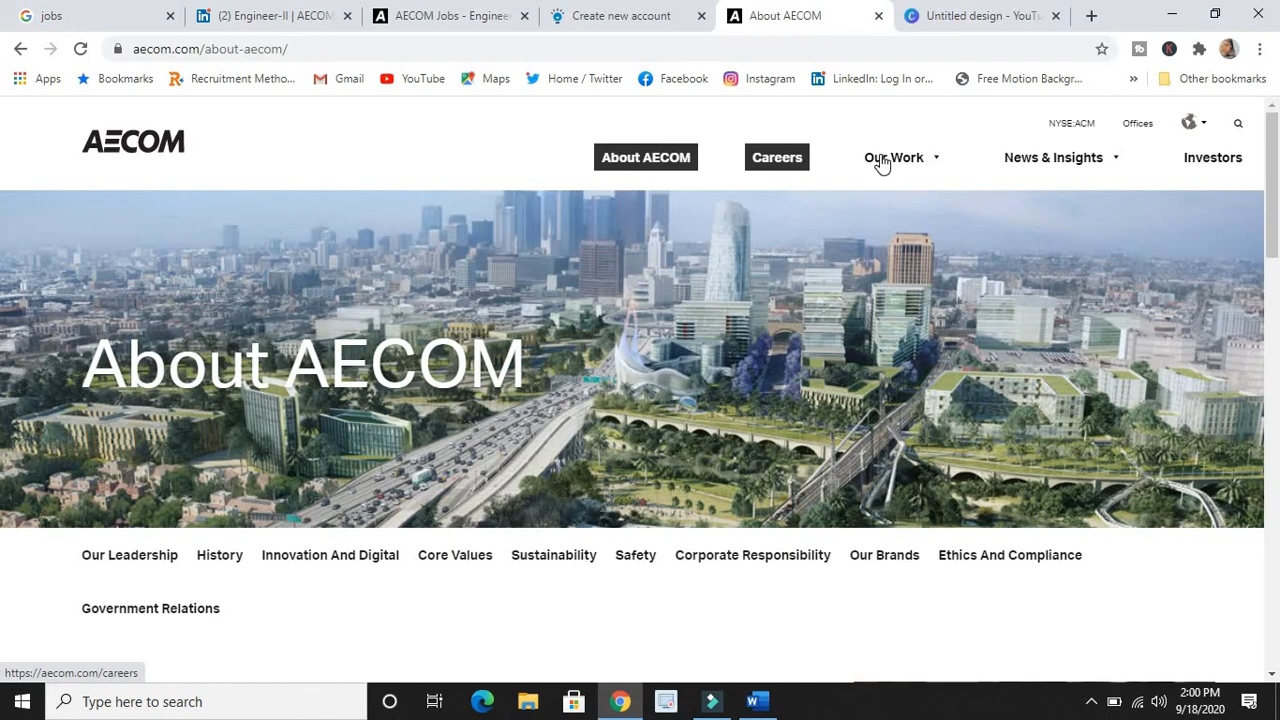 jobs
(2) Engineer-II | AECOM
AECOM Jobs - Engine
Create new account
About AECOM
Untitled design - YouTu
aecom.com/about-aecom/
Apps
Bookmarks
Recruitment Metho...
Gmail
YouTube
Maps
Home / Twitter
Facebook
Instagram
LinkedIn: Log In or...
Free Motion Backgr...
Other bookmarks
AECOM
NYSE:ACM
Offices
About AECOM
Careers
Our Work
News & Insights
Investors
About AECOM
Our Leadership
History
Innovation And Digital
Core Values
Sustainability
Safety
Corporate Responsibility
Our Brands
Ethics And Compliance
Government Relations
https://aecom.com/careers
Type here to search
2:00 PM
9/18/2020